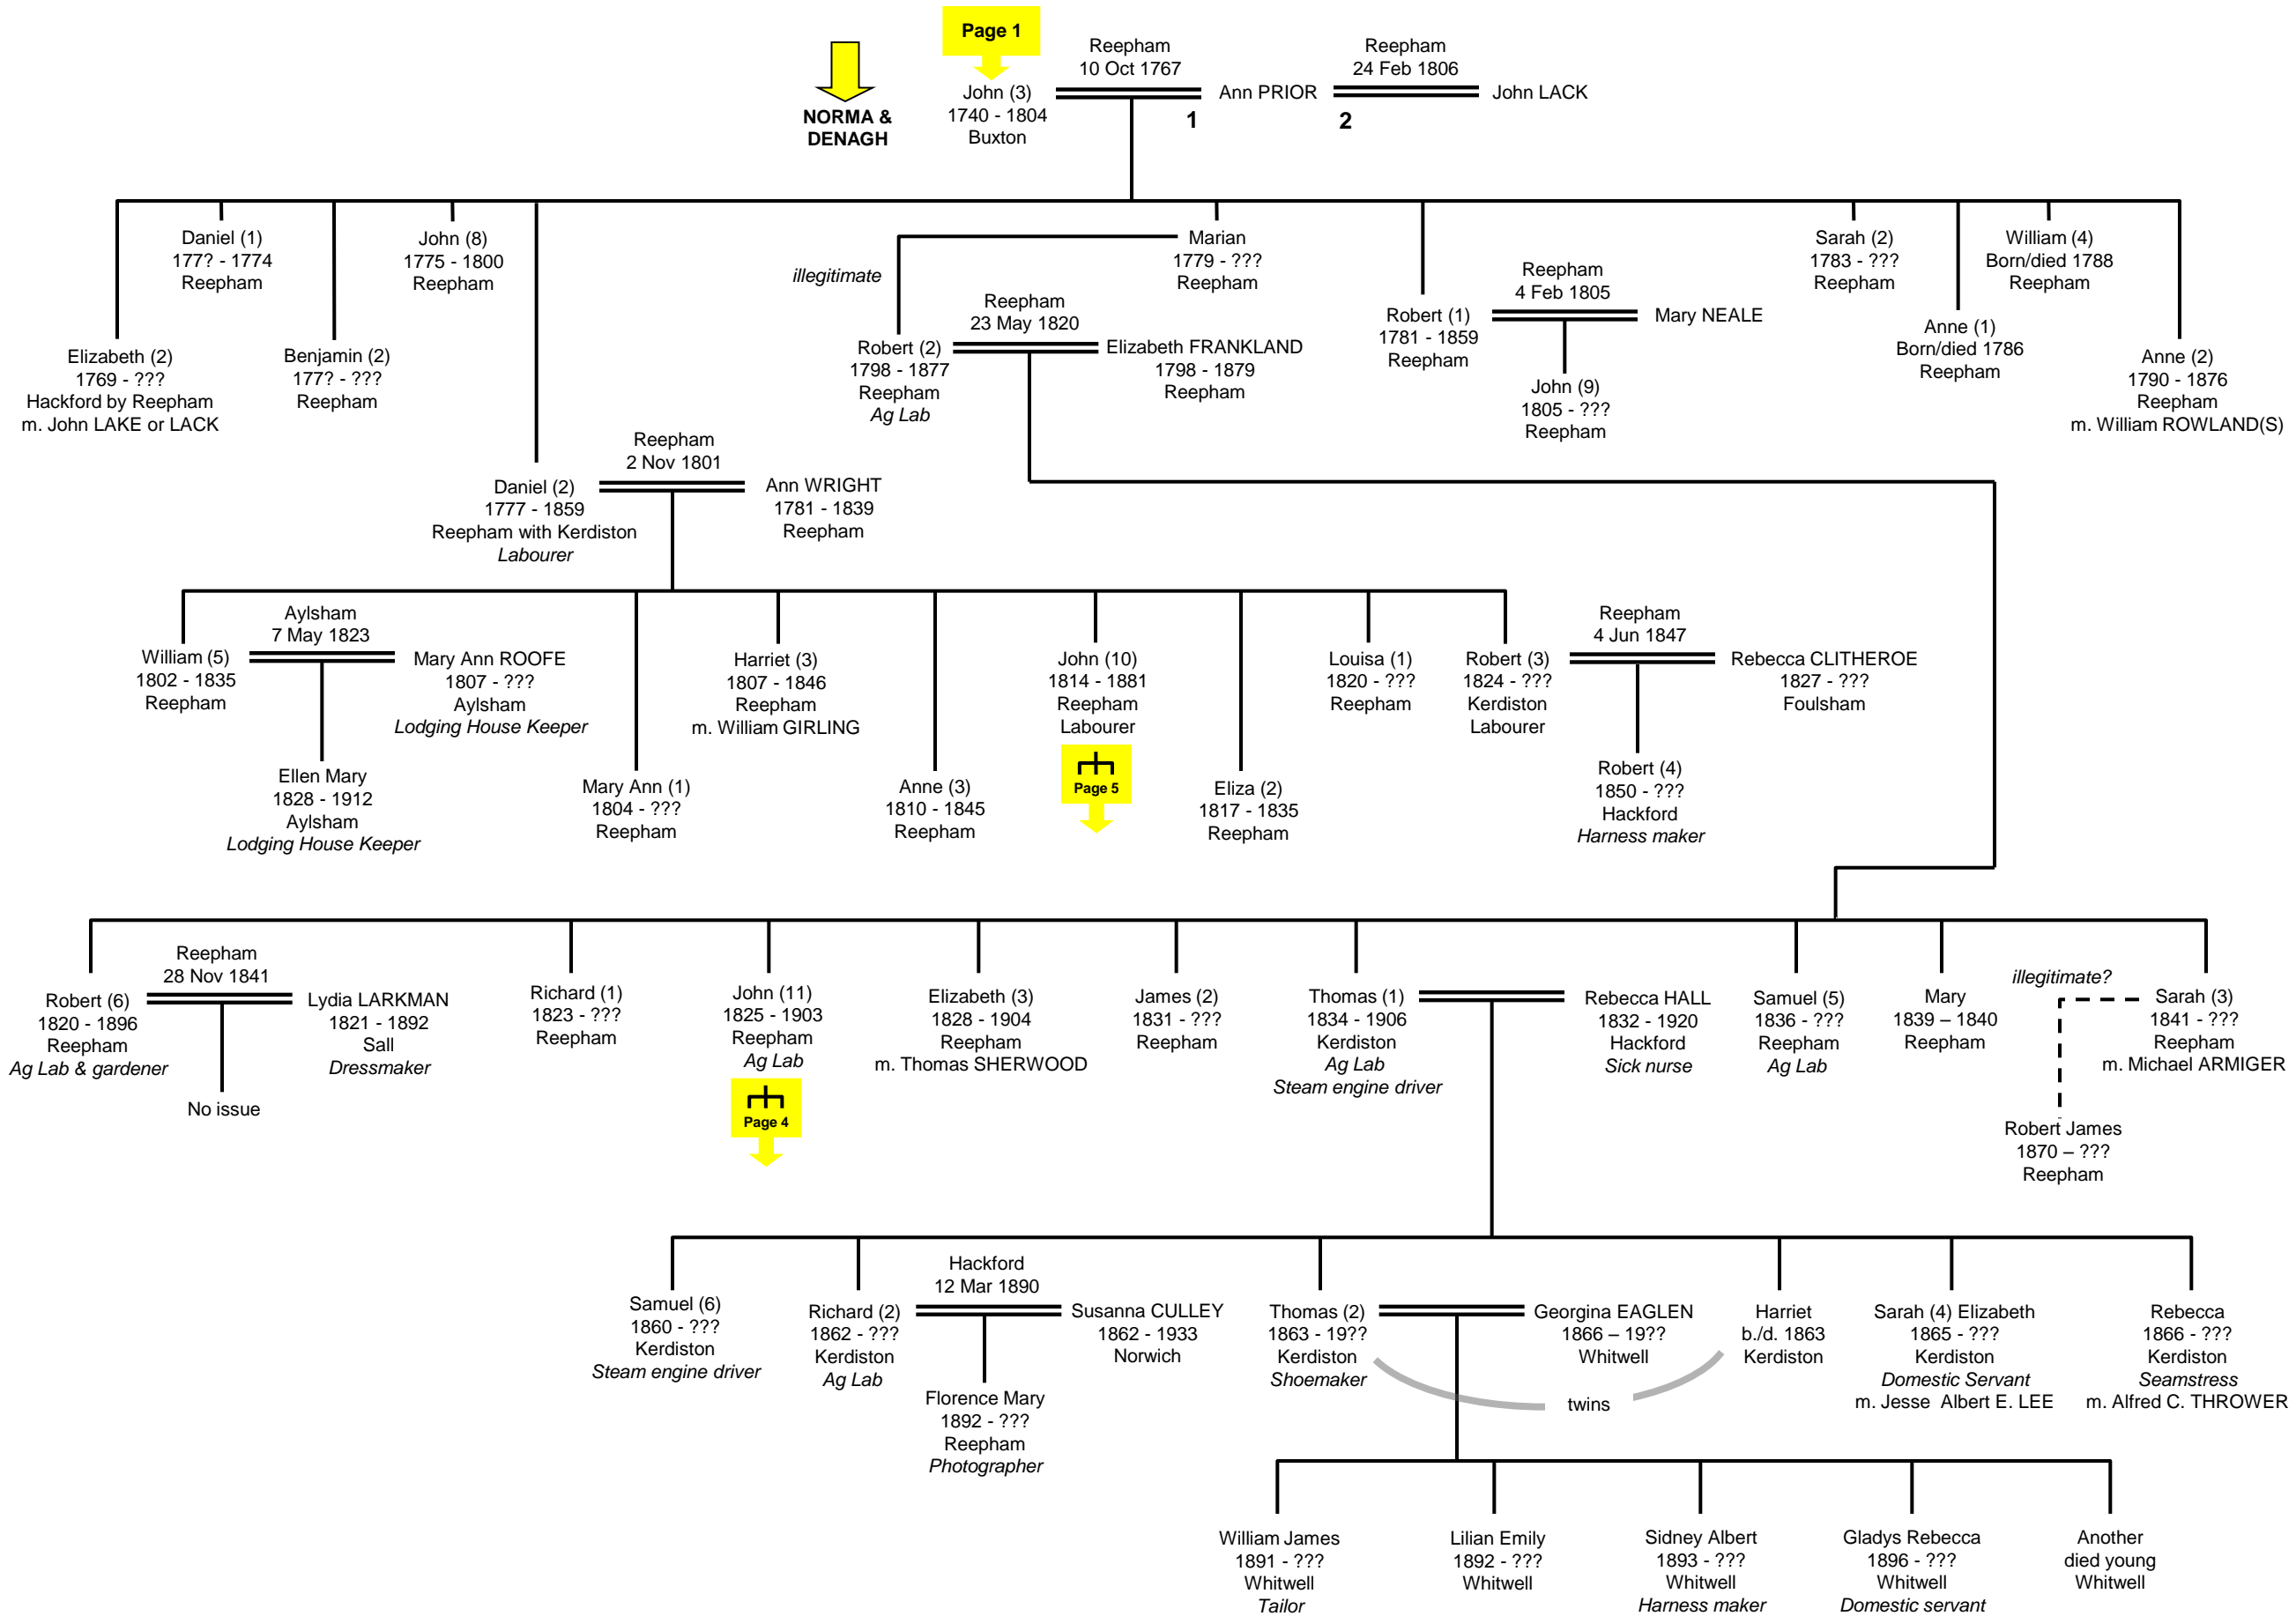 Page 1
NORMA &
DENAGH
John (3)
1740 - 1804
Buxton
Reepham
10 Oct 1767
1
Ann PRIOR
Reepham
24 Feb 1806
2
John LACK
Elizabeth (2)
1769 - ???
Hackford by Reepham
m. John LAKE or LACK
Daniel (1)
177? - 1774
Reepham
Benjamin (2)
177? - ???
Reepham
John (8)
1775 - 1800
Reepham
illegitimate
Marian
1779 - ???
Reepham
Robert (2)
1798 - 1877
Reepham
Ag Lab
Reepham
23 May 1820
Elizabeth FRANKLAND
1798 - 1879
Reepham
Robert (1)
1781 - 1859
Reepham
Reepham
4 Feb 1805
Mary NEALE
John (9)
1805 - ???
Reepham
Sarah (2)
1783 - ???
Reepham
Anne (1)
Born/died 1786
Reepham
William (4)
Born/died 1788
Reepham
Anne (2)
1790 - 1876
Reepham
m. William ROWLAND(S)
Daniel (2)
1777 - 1859
Reepham with Kerdiston
Labourer
Reepham
2 Nov 1801
Ann WRIGHT
1781 - 1839
Reepham
William (5)
1802 - 1835
Reepham
Aylsham
7 May 1823
Mary Ann ROOFE
1807 - ???
Aylsham
Lodging House Keeper
Ellen Mary
1828 - 1912
Aylsham
Lodging House Keeper
Mary Ann (1)
1804 - ???
Reepham
Harriet (3)
1807 - 1846
Reepham
m. William GIRLING
Anne (3)
1810 - 1845
Reepham
John (10)
1814 - 1881
Reepham
Labourer
Page 5
Eliza (2)
1817 - 1835
Reepham
Louisa (1)
1820 - ???
Reepham
Robert (3)
1824 - ???
Kerdiston
Labourer
Reepham
4 Jun 1847
Rebecca CLITHEROE
1827 - ???
Foulsham
Robert (4)
1850 - ???
Hackford
Harness maker
Robert (6)
1820 - 1896
Reepham
Ag Lab & gardener
Reepham
28 Nov 1841
Lydia LARKMAN
1821 - 1892
Sall
Dressmaker
No issue
Richard (1)
1823 - ???
Reepham
John (11)
1825 - 1903
Reepham
Ag Lab
Page 4
Elizabeth (3)
1828 - 1904
Reepham
m. Thomas SHERWOOD
James (2)
1831 - ???
Reepham
Thomas (1)
1834 - 1906
Kerdiston
Ag Lab
Steam engine driver
Rebecca HALL
1832 - 1920
Hackford
Sick nurse
Samuel (5)
1836 - ???
Reepham
Ag Lab
Mary
1839 – 1840
Reepham
illegitimate?
Sarah (3)
1841 - ???
Reepham
m. Michael ARMIGER
Robert James
1870 – ???
Reepham
Samuel (6)
1860 - ???
Kerdiston
Steam engine driver
Richard (2)
1862 - ???
Kerdiston
Ag Lab
Hackford
12 Mar 1890
Susanna CULLEY
1862 - 1933
Norwich
Florence Mary
1892 - ???
Reepham
Photographer
Thomas (2)
1863 - 19??
Kerdiston
Shoemaker
Georgina EAGLEN
1866 – 19??
Whitwell
twins
Harriet
b./d. 1863
Kerdiston
Sarah (4) Elizabeth
1865 - ???
Kerdiston
Domestic Servant
m. Jesse Albert E. LEE
Rebecca
1866 - ???
Kerdiston
Seamstress
m. Alfred C. THROWER
William James
1891 - ???
Whitwell
Tailor
Lilian Emily
1892 - ???
Whitwell
Sidney Albert
1893 - ???
Whitwell
Harness maker
Gladys Rebecca
1896 - ???
Whitwell
Domestic servant
Another
died young
Whitwell